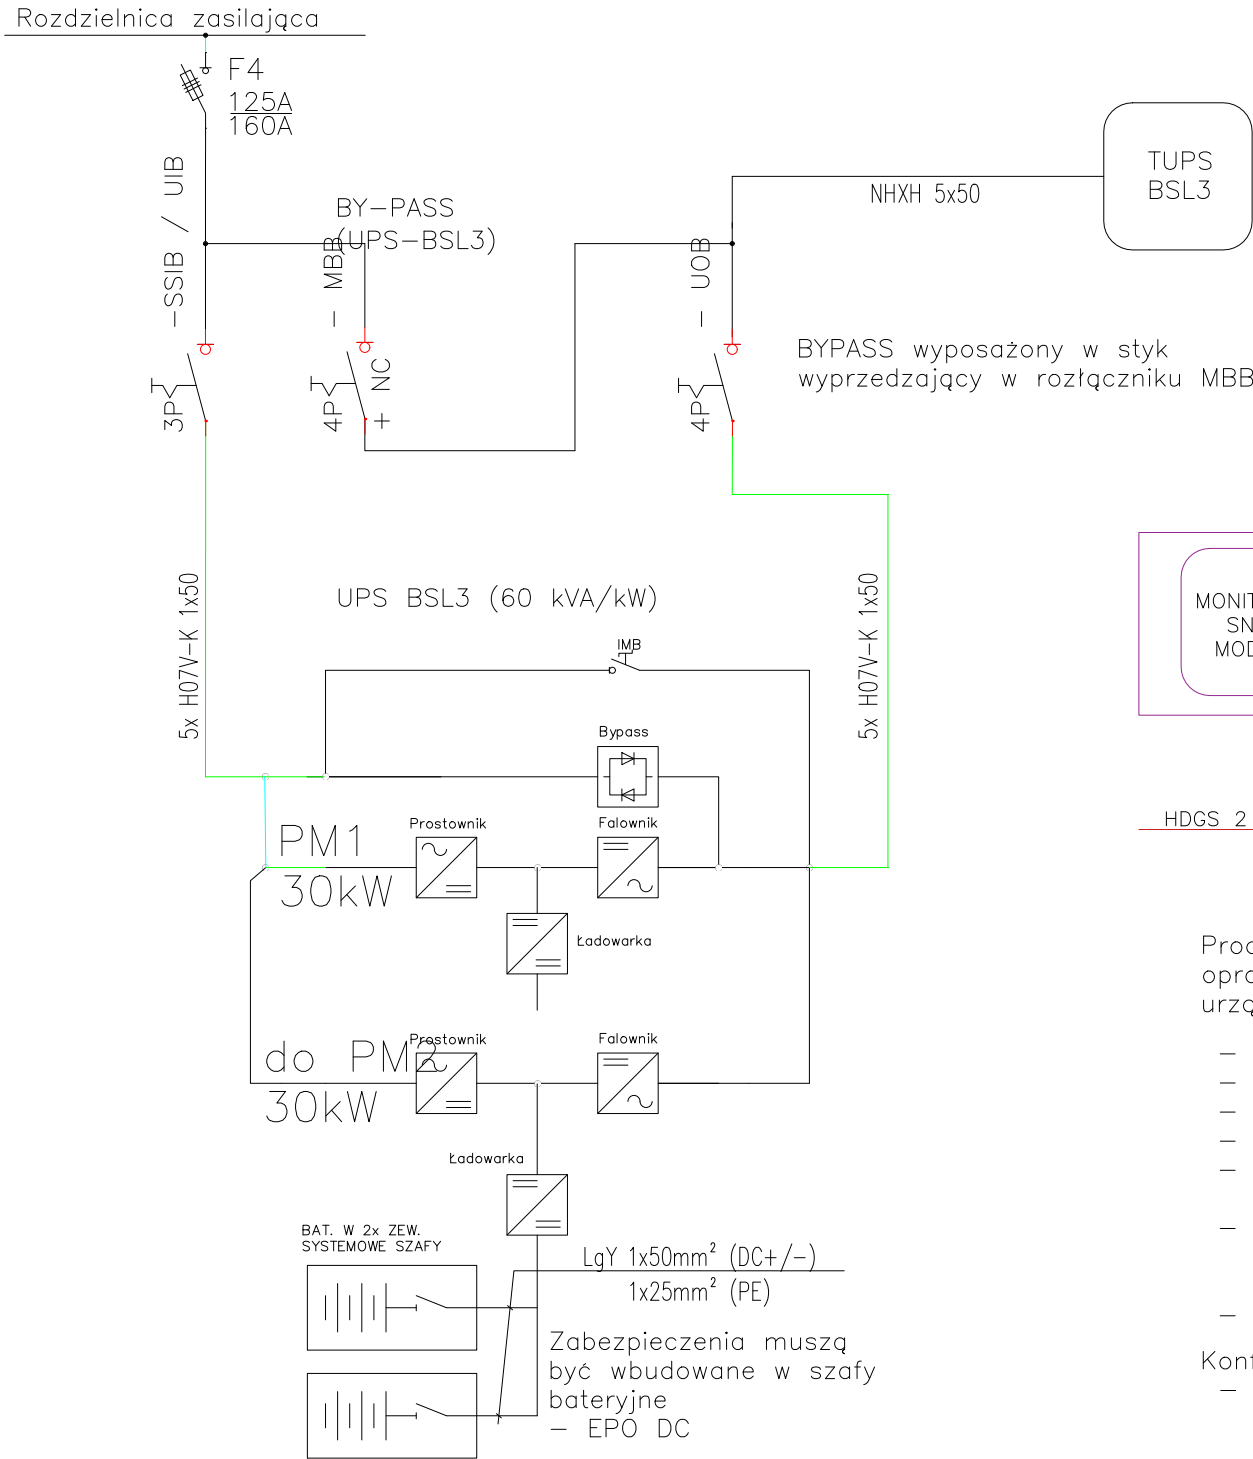 Rozdzielnica zasilająca
F4
125A
160A
-SSIB / UIB
BY-PASS
(UPS-BSL3)
- MBB
- UOB
NHXH 5x50
TUPS
BSL3
3P
4P
+ NC
4P
BYPASS wyposażony w styk
wyprzedzający w rozłączniku MBB
5x H07V-K 1x50
UPS BSL3 (60 kVA/kW)
5x H07V-K 1x50
IMB
Bypass
PM1
30kW
Prostownik
Falownik
Ładowarka
HDGS 2
do PM2
30kW
Prostownik
Falownik
Ładowarka
BAT. W 2x ZEW.
SYSTEMOWE SZAFY
LgY 1x50mm² (DC+/-)
1x25mm² (PE)
Zabezpieczenia muszą
być wbudowane w szafy
bateryjne
- EPO DC